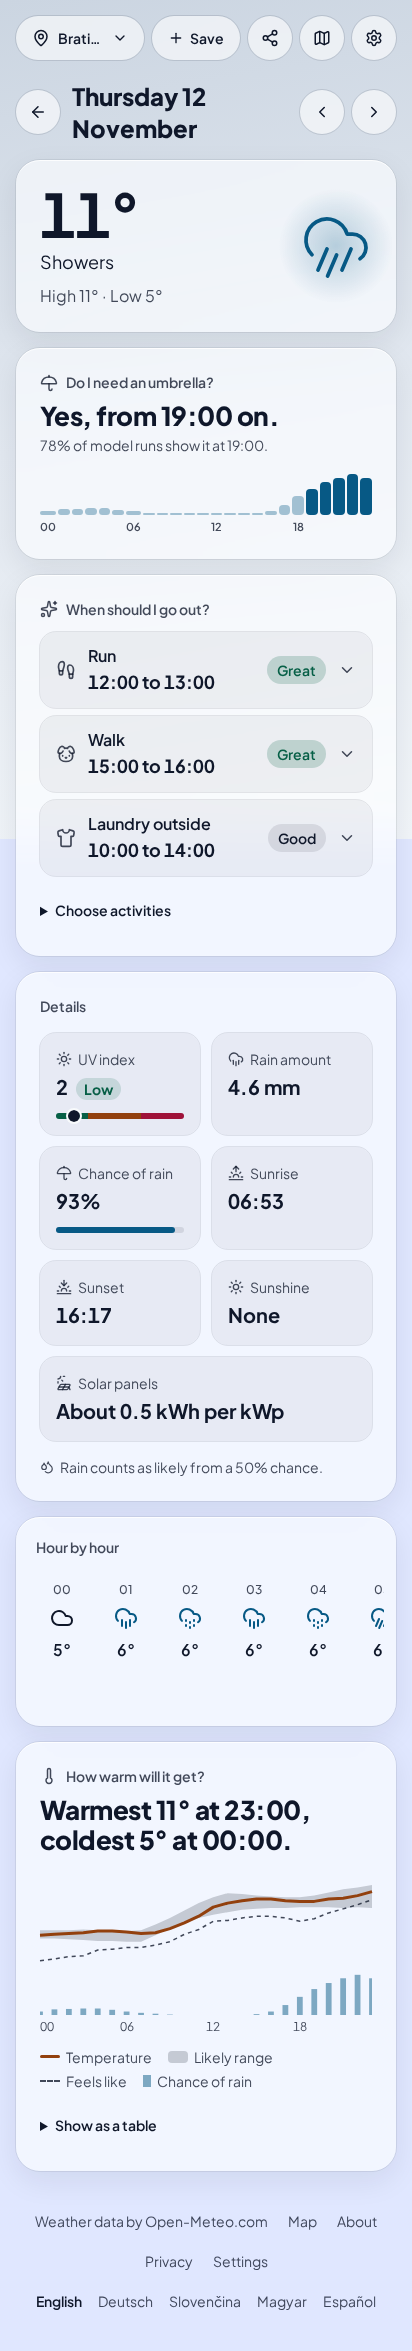 Brati...
Save
Thursday 12
November
11°
Showers
High 11° · Low 5°
Do I need an umbrella?
Yes, from 19:00 on.
78% of model runs show it at 19:00.
00 06 12 18
When should I go out?
Run
12:00 to 13:00
Great
Walk
15:00 to 16:00
Great
Laundry outside
10:00 to 14:00
Good
Choose activities
Details
UV index
2 Low
Rain amount
4.6 mm
Chance of rain
93%
Sunrise
06:53
Sunset
16:17
Sunshine
None
Solar panels
About 0.5 kWh per kWp
Rain counts as likely from a 50% chance.
Hour by hour
00 01 02 03 04
5° 6° 6° 6° 6°
How warm will it get?
Warmest 11° at 23:00,
coldest 5° at 00:00.
00 06 12 18
Temperature Likely range
Feels like Chance of rain
Show as a table
Weather data by Open-Meteo.com Map About
Privacy Settings
English Deutsch Slovenčina Magyar Español